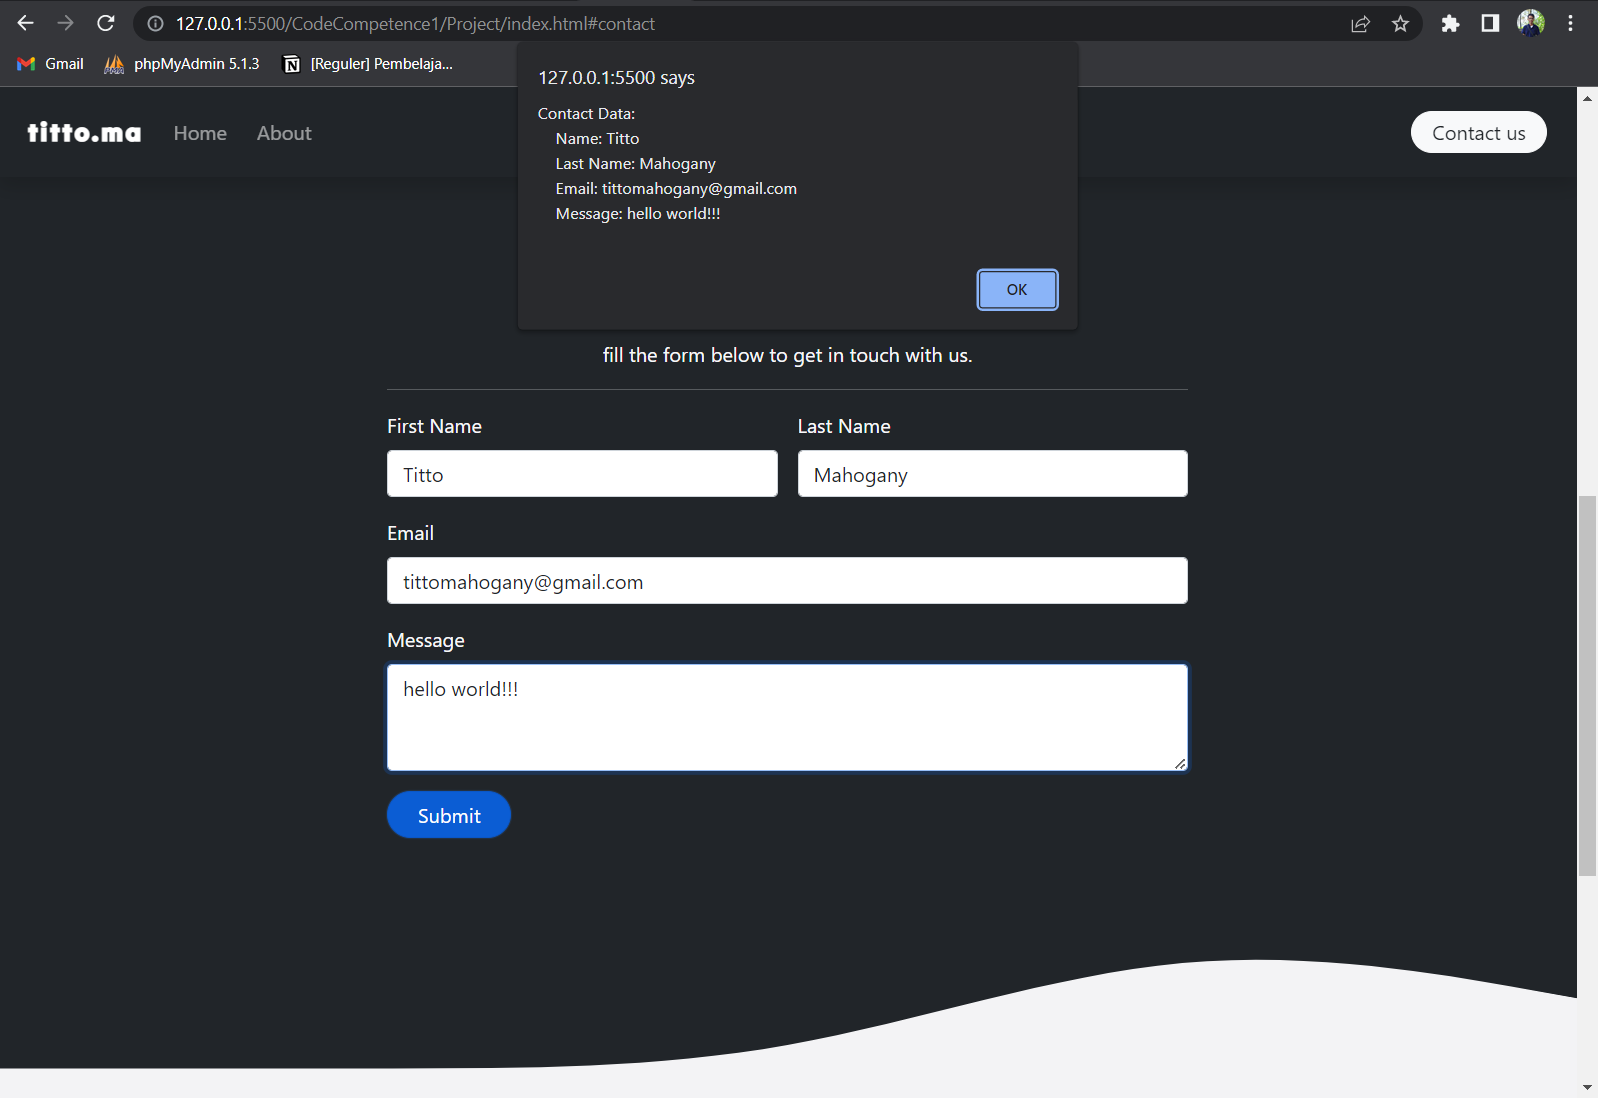 127.0.0.1:5500/CodeCompetence1/Project/index.html#contact
Gmail
phpMyAdmin 5.1.3
[Reguler] Pembelaja...
127.0.0.1:5500 says
Contact Data:
Name: Titto
Last Name: Mahogany
Email: tittomahogany@gmail.com
Message: hello world!!!
OK
titto.ma
Home
About
Contact us
fill the form below to get in touch with us.
First Name
Last Name
Titto
Mahogany
Email
tittomahogany@gmail.com
Message
hello world!!!
Submit